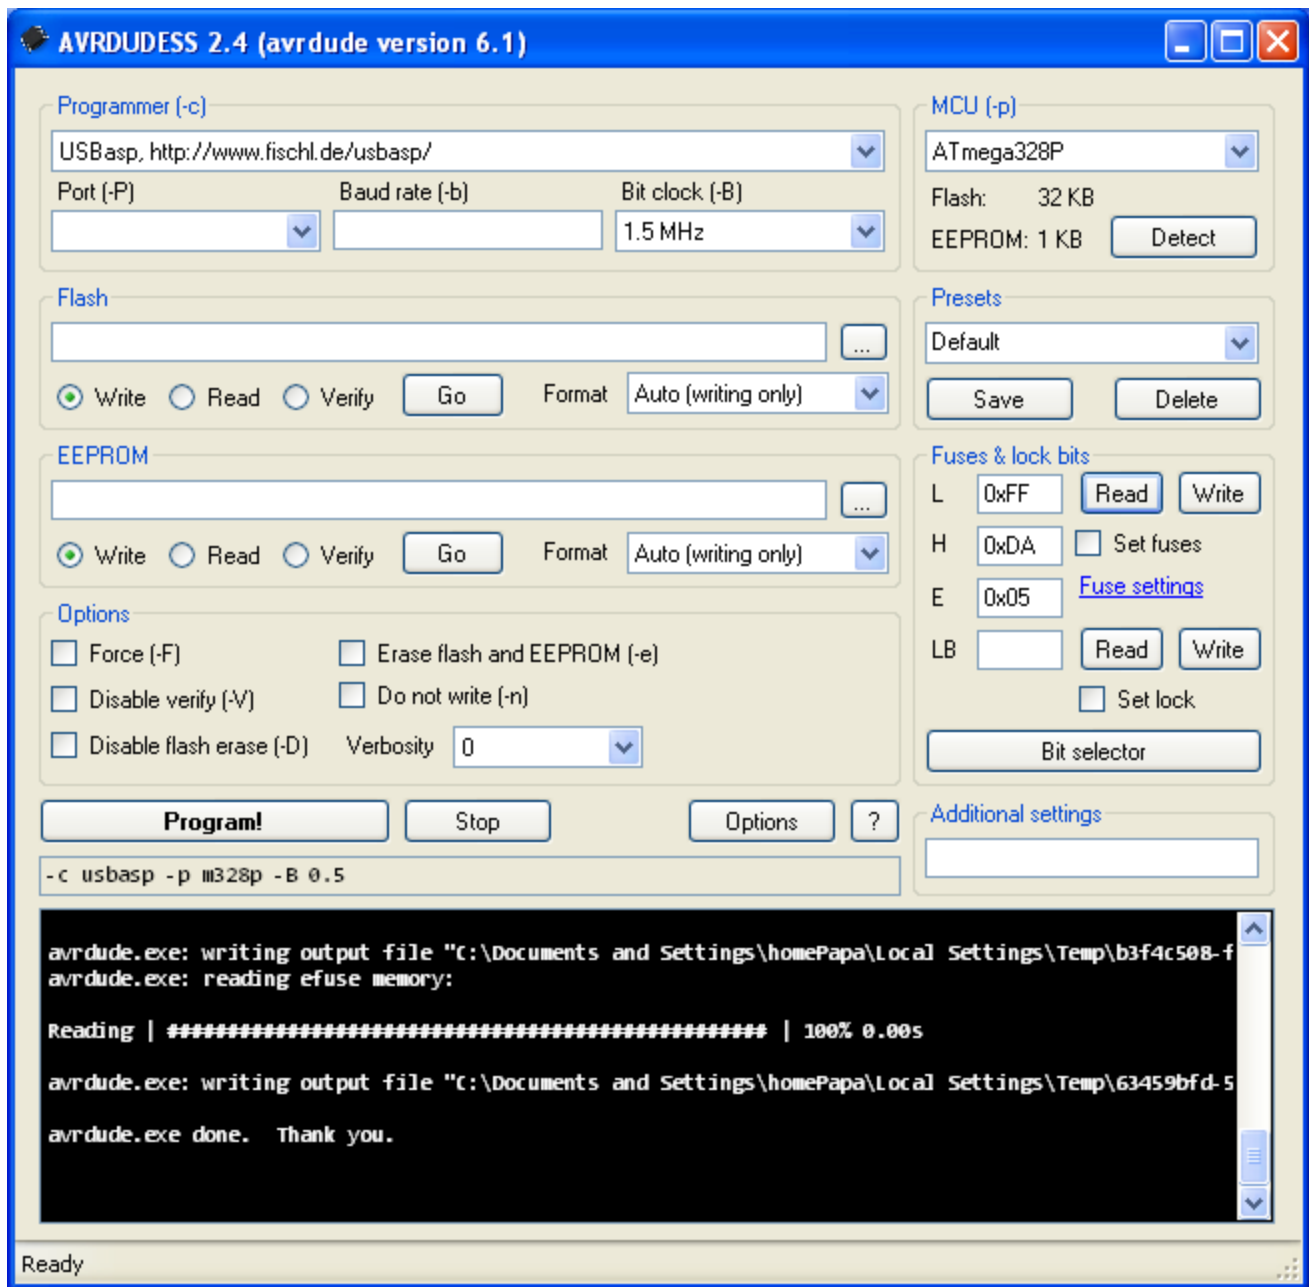 AVRDUDESS 2.4 (avrdude version 6.1)
Programmer (-c)
USBasp, http://www.fischl.de/usbasp/
Port (-P) Baud rate (-b) Bit clock (-B)
1.5 MHz
MCU (-p)
ATmega328P
Flash: 32 KB
EEPROM: 1 KB Detect
Flash
...
Write Read Verify Go Format Auto (writing only)
Presets
Default
Save Delete
EEPROM
...
Write Read Verify Go Format Auto (writing only)
Fuses & lock bits
L 0xFF Read Write
H 0xDA Set fuses
E 0x05 Fuse settings
LB Read Write
Set lock
Bit selector
Options
Force (-F) Erase flash and EEPROM (-e)
Disable verify (-V) Do not write (-n)
Disable flash erase (-D) Verbosity 0
Program! Stop Options ?
Additional settings
-c usbasp -p m328p -B 0.5
avrdude.exe: writing output file "C:\Documents and Settings\homePapa\Local Settings\Temp\b3f4c508-f
avrdude.exe: reading efuse memory:
Reading | ################################################## | 100% 0.00s
avrdude.exe: writing output file "C:\Documents and Settings\homePapa\Local Settings\Temp\63459bfd-5
avrdude.exe done. Thank you.
Ready